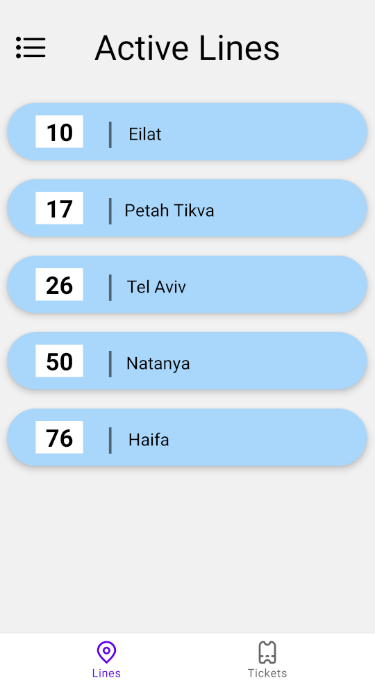 Active Lines
10 Eilat
17 Petah Tikva
26 Tel Aviv
50 Natanya
76 Haifa
Lines Tickets